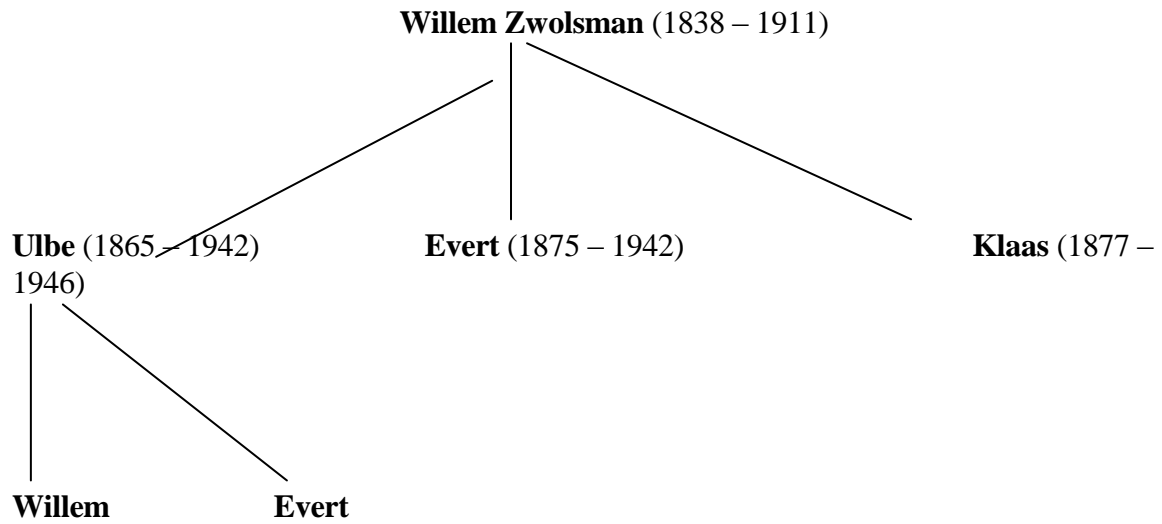 Willem Zwolsman (1838 – 1911)
Ulbe (1865 – 1942) Evert (1875 – 1942) Klaas (1877 –
1946)
Willem Evert